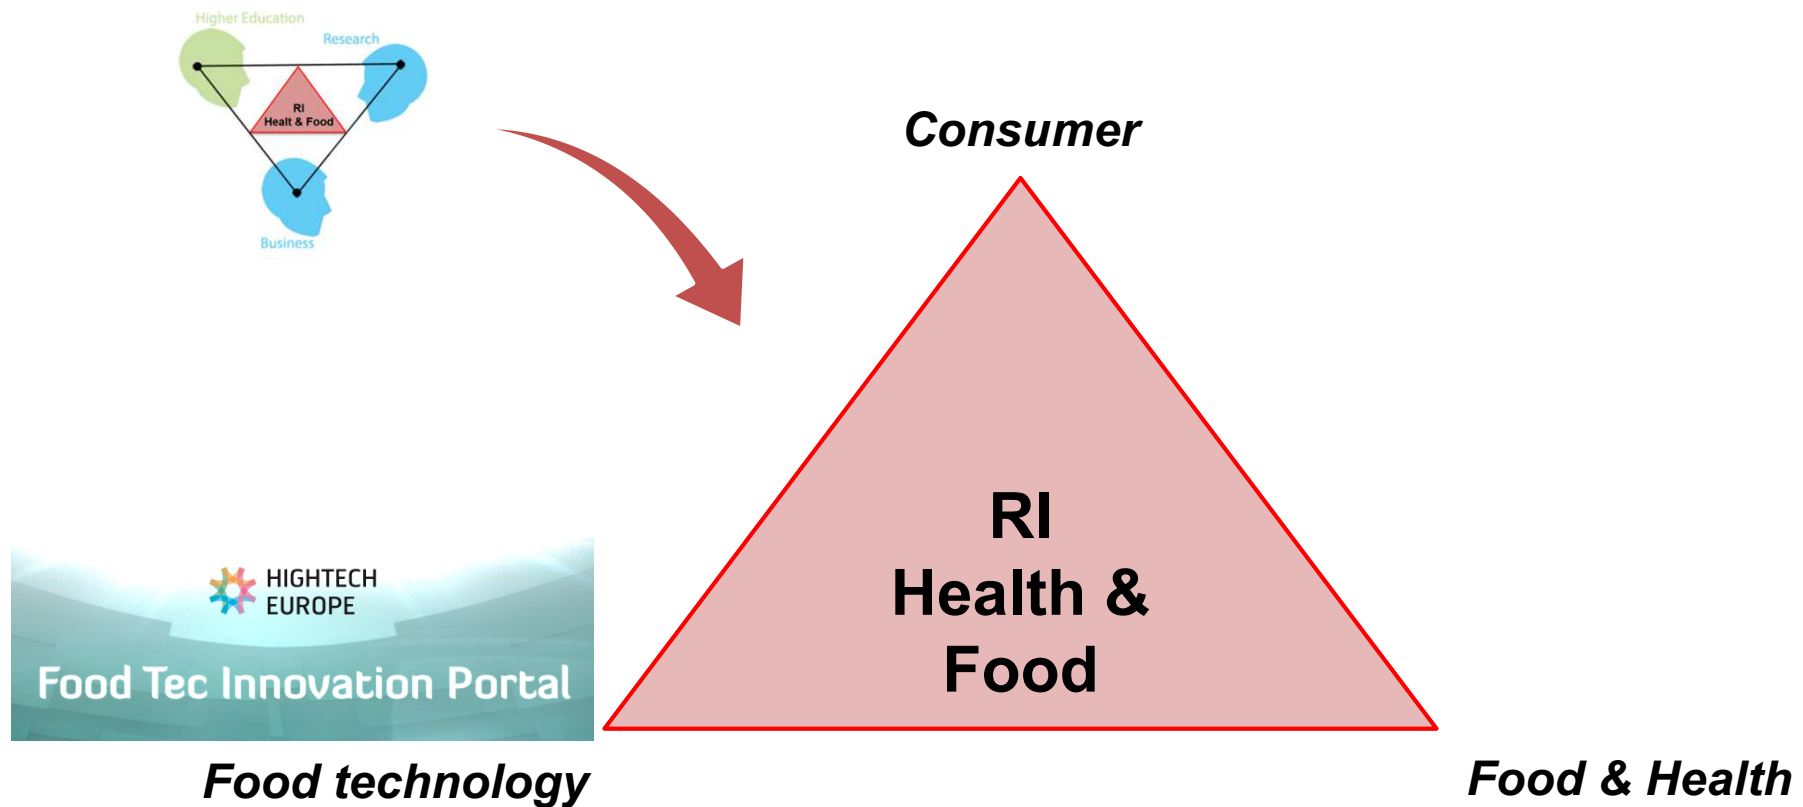 Higher Education
Research
RI
Healt & Food
Business
Consumer
RI
Health &
Food
HIGHTECH
EUROPE
Food Tec Innovation Portal
Food technology
Food & Health